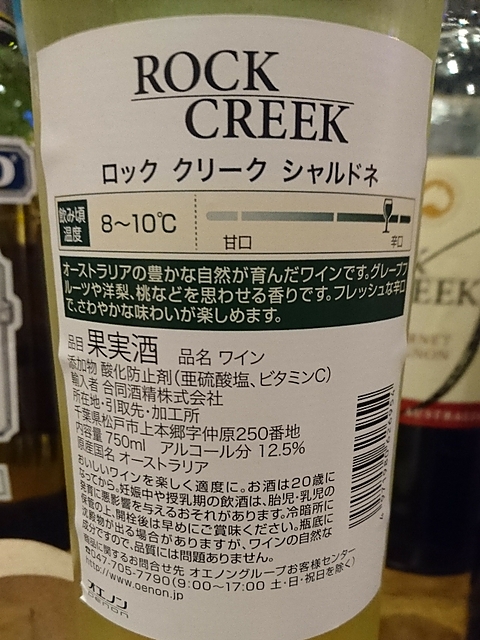 ROCK
CREEK
ロック クリーク シャルドネ
飲み頃
温度
8～10℃
甘口
辛口
オーストラリアの豊かな自然が育んだワインです。グレープフ
ルーツや洋梨、桃などを思わせる香りです。フレッシュな辛口
で、さわやかな味わいが楽しめます。
品目 果実酒 品名 ワイン
添加物 酸化防止剤(亜硫酸塩、ビタミンC)
輸入者 合同酒精株式会社
所在地・引取先・加工所
千葉県松戸市上本郷字仲原250番地
内容量 750ml アルコール分 12.5%
原産国名 オーストラリア
おいしいワインを楽しく適度に。お酒は20歳に
なってから。妊娠中や授乳期の飲酒は、胎児・乳児の
発育に悪影響を与えるおそれがあります。冷暗所に
保管の上、開栓後は早めにご賞味ください。瓶底に
沈殿物が出る場合がありますが、ワインの自然な
成分ですので、品質には問題ありません。
商品に関するお問合せ先 オエノングループお客様センター
☎047-705-7790(9:00～17:00 土・日・祝日を除く)
http://www.oenon.jp
オエノン
OENON
EEK
AUSTRALIA